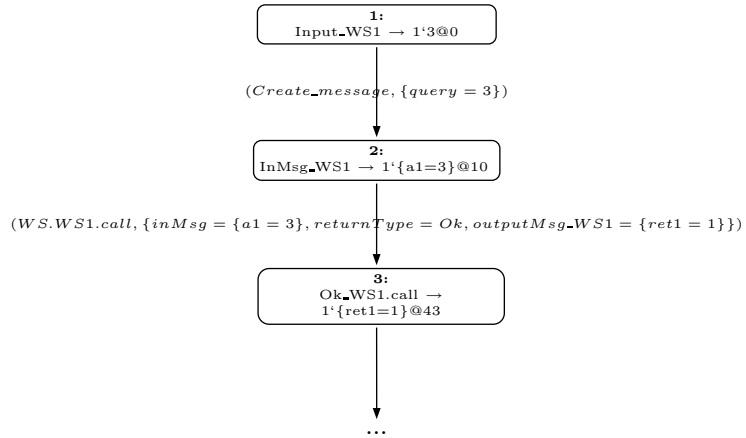 1:
Input_WS1 → 1‘3@0
(Create_message, {query = 3})
2:
InMsg_WS1 → 1‘{a1=3}@10
(WS.WS1.call, {inMsg = {a1 = 3}, returnType = Ok, outputMsg_WS1 = {ret1 = 1}})
3:
Ok_WS1.call →
1‘{ret1=1}@43
...